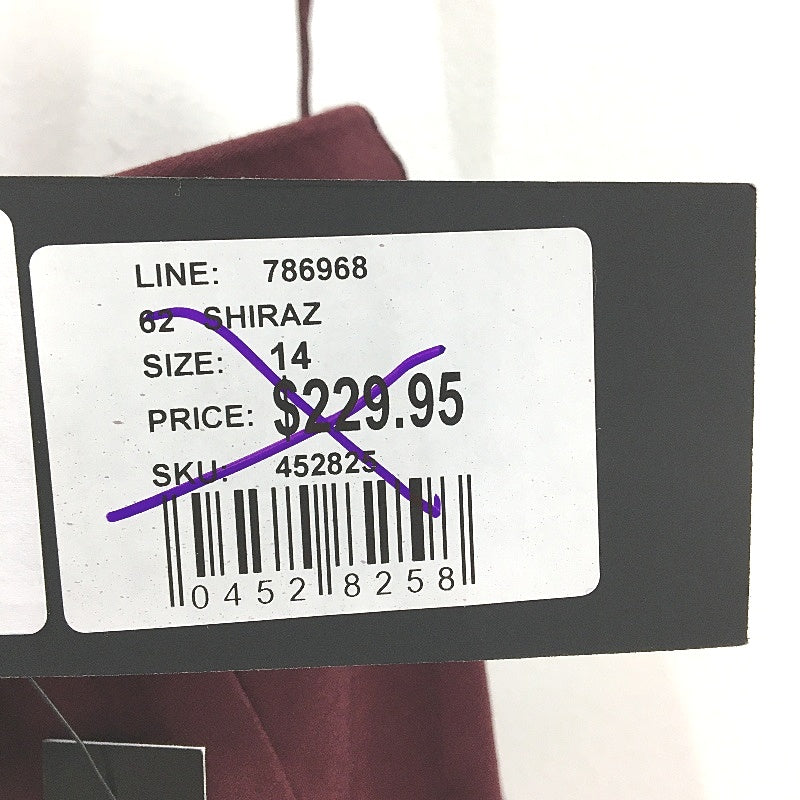 LINE: 786968
62 SHIRAZ
SIZE: 14
PRICE: $229.95
SKU: 452825
0452 8258